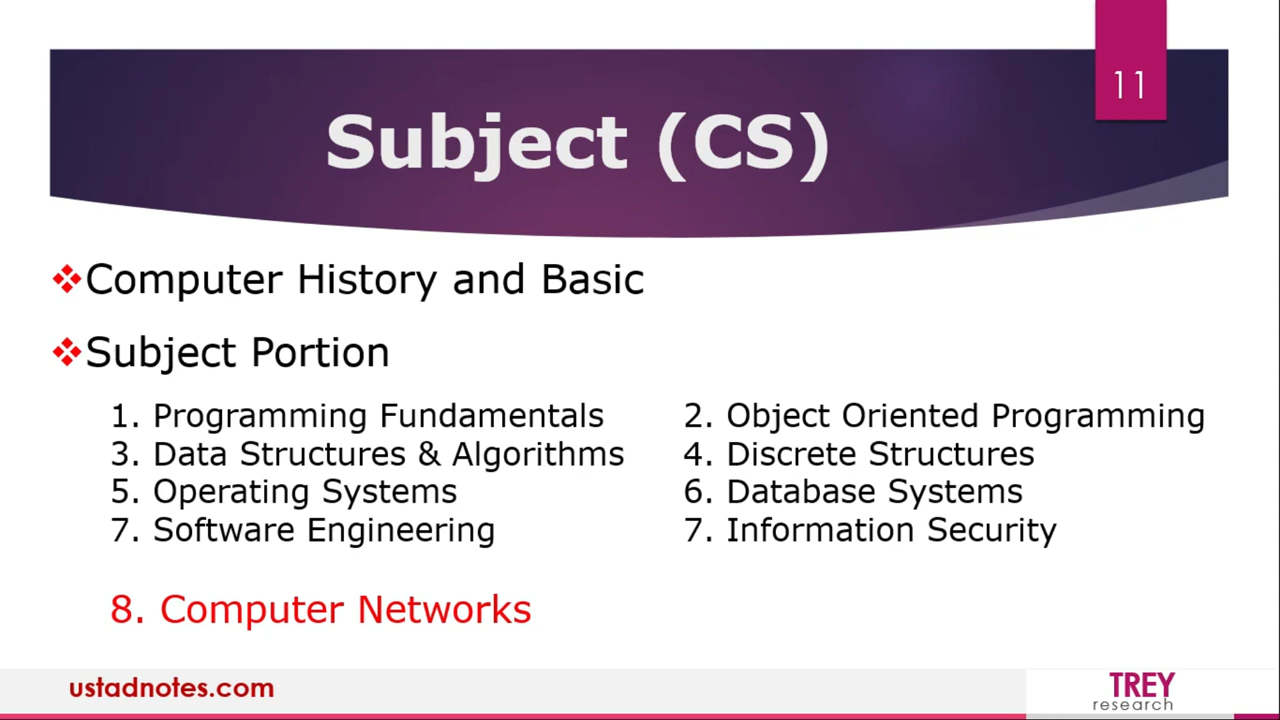 11
Subject (CS)
❖Computer History and Basic
❖Subject Portion
1. Programming Fundamentals 2. Object Oriented Programming
3. Data Structures & Algorithms 4. Discrete Structures
5. Operating Systems 6. Database Systems
7. Software Engineering 7. Information Security
8. Computer Networks
ustadnotes.com
TREY
research